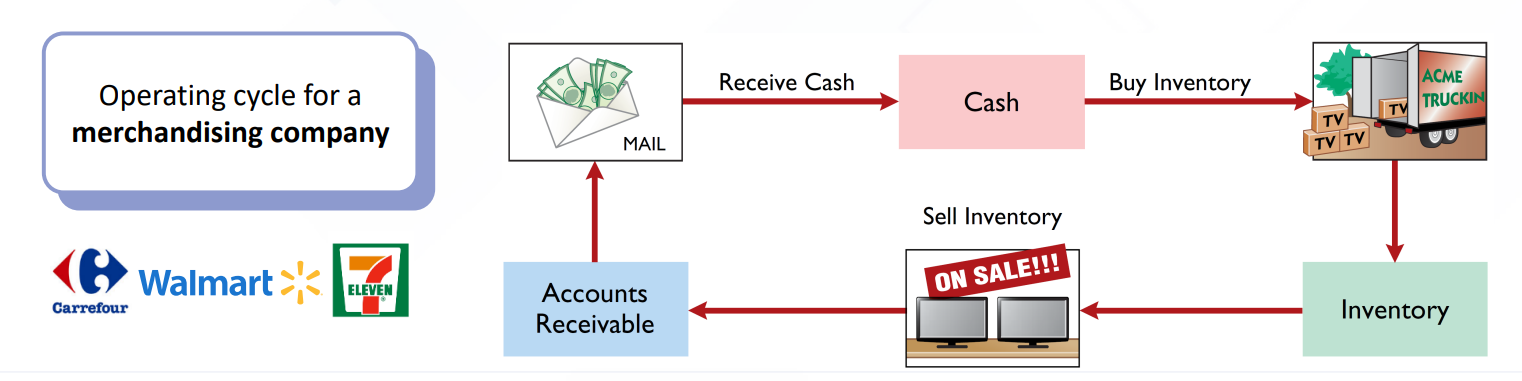 Operating cycle for a
merchandising company
Carrefour
Walmart
7
ELEVEN
MAIL
Receive Cash
Cash
Buy Inventory
ACME
TRUCKIN
TV
TV
TV TV
Sell Inventory
ON SALE!!!
Accounts
Receivable
Inventory